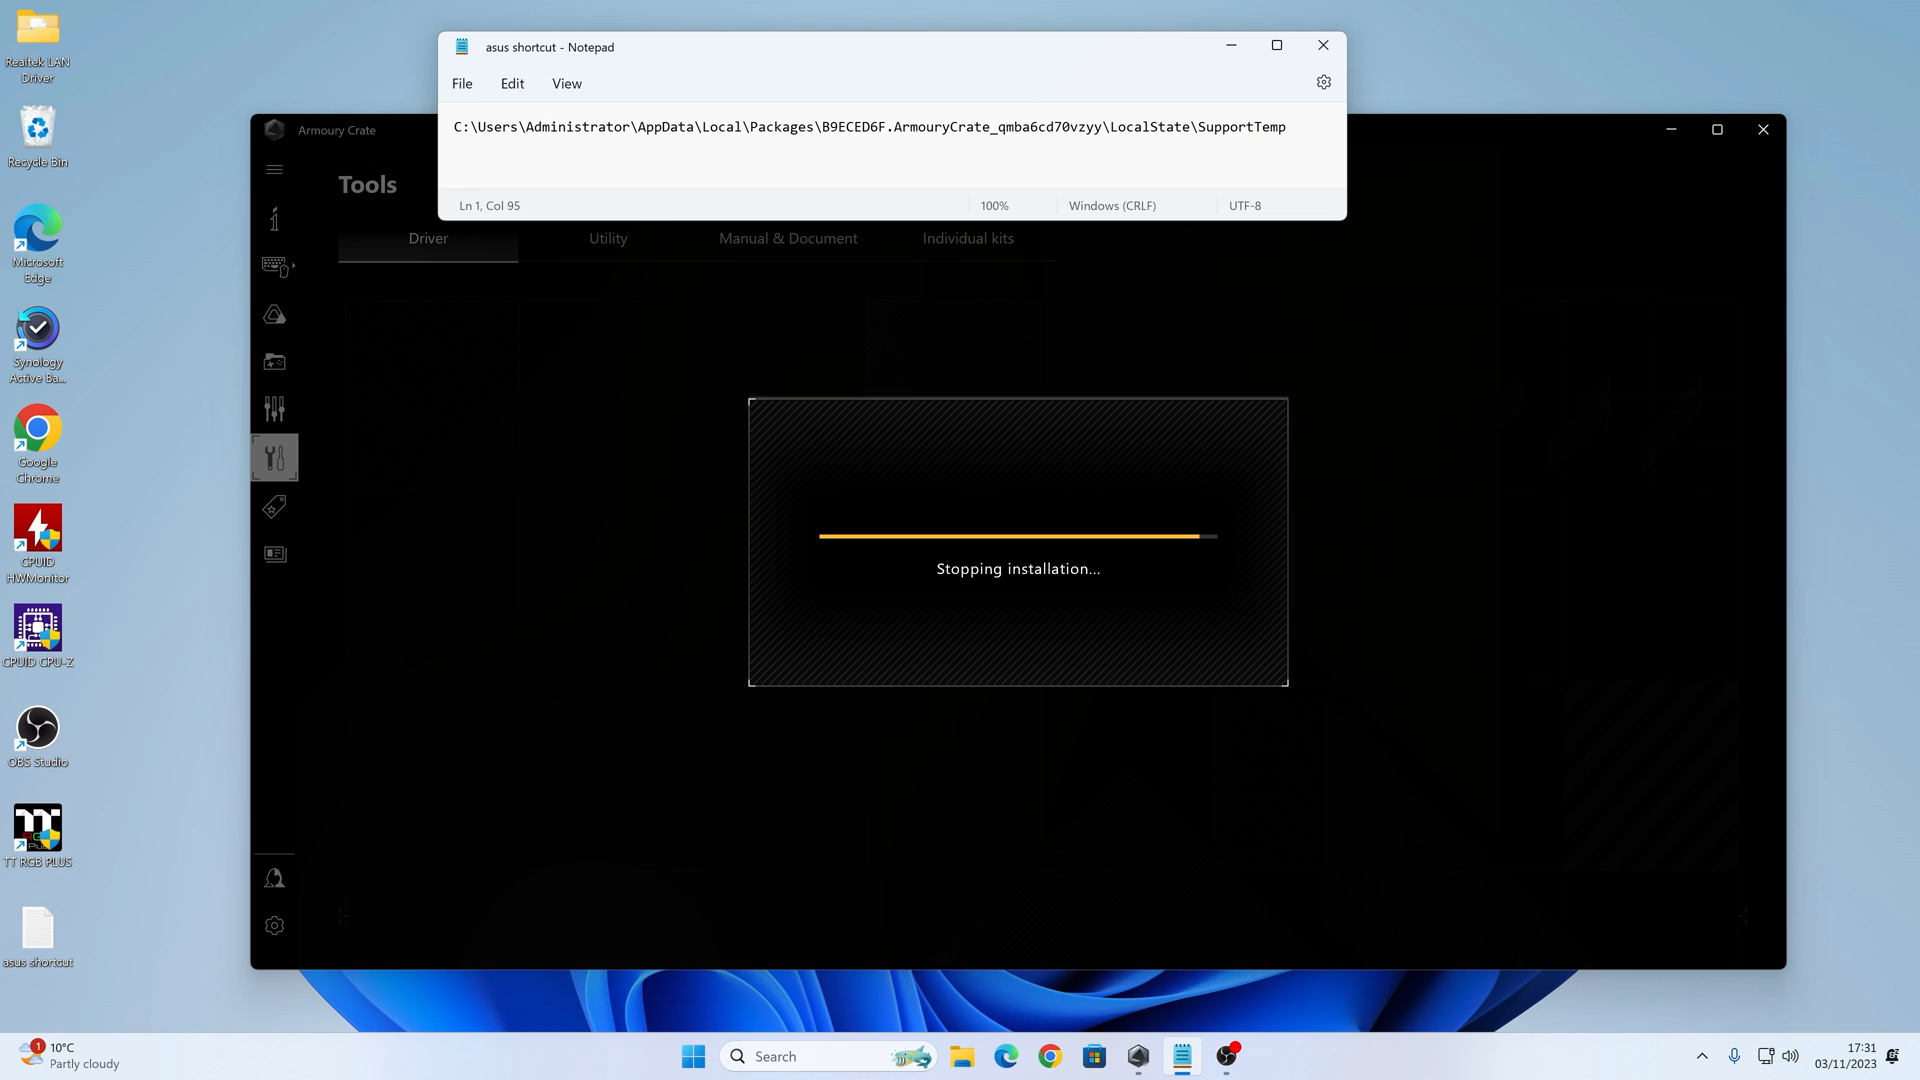 Realtek LAN
Driver
Recycle Bin
Microsoft
Edge
Synology
Active Ba...
Google
Chrome
CPUID
HWMonitor
CPUID CPU-Z
OBS Studio
TT RGB PLUS
asus shortcut
asus shortcut - Notepad
File Edit View
C:\Users\Administrator\AppData\Local\Packages\B9ECED6F.ArmouryCrate_qmba6cd70vzyy\LocalState\SupportTemp
Ln 1, Col 95 100% Windows (CRLF) UTF-8
Armoury Crate
Tools
Driver Utility Manual & Document Individual kits
Stopping installation...
1
10°C
Partly cloudy
Search
17:31
03/11/2023